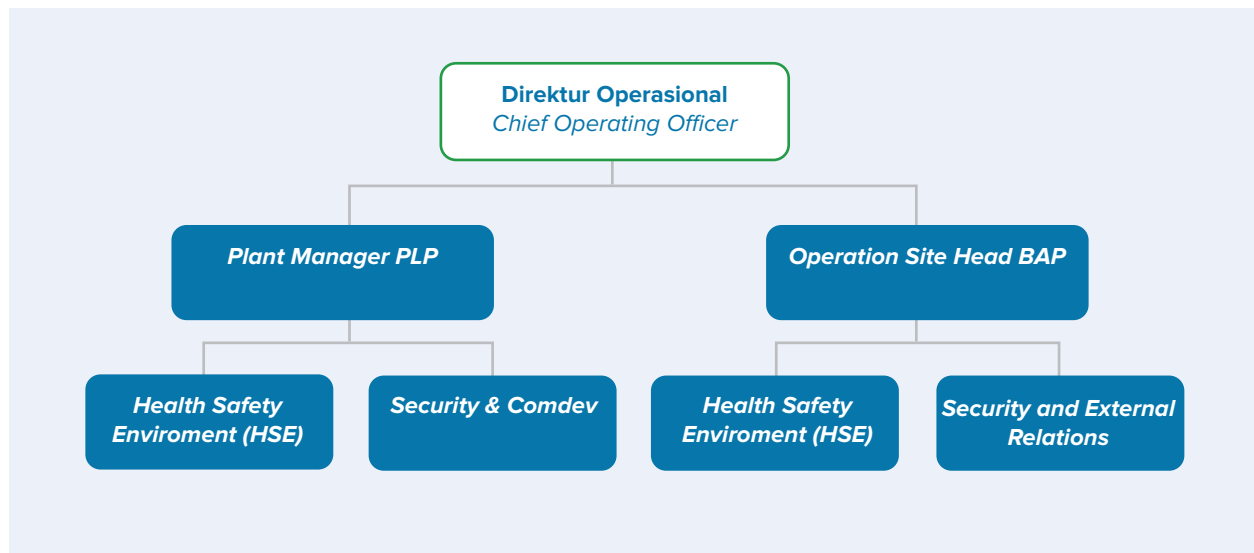 Direktur Operasional
Chief Operating Officer
Plant Manager PLP
Operation Site Head BAP
Health Safety
Enviroment (HSE)
Security & Comdev
Health Safety
Enviroment (HSE)
Security and External
Relations